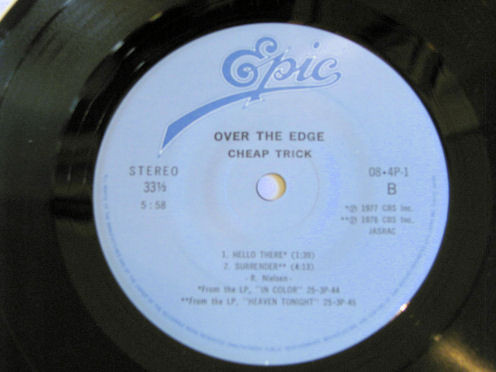 Epic
OVER THE EDGE
CHEAP TRICK
STEREO
33⅓
5:58
08•4P-1
B
*Ⓟ 1977 CBS Inc.
**Ⓟ 1978 CBS Inc.
JASRAC
1. HELLO THERE* (1:39)
2. SURRENDER** (4:13)
- R. Nielsen -
*From the LP, "IN COLOR" 25-3P-44
**From the LP, "HEAVEN TONIGHT" 25-3P-45